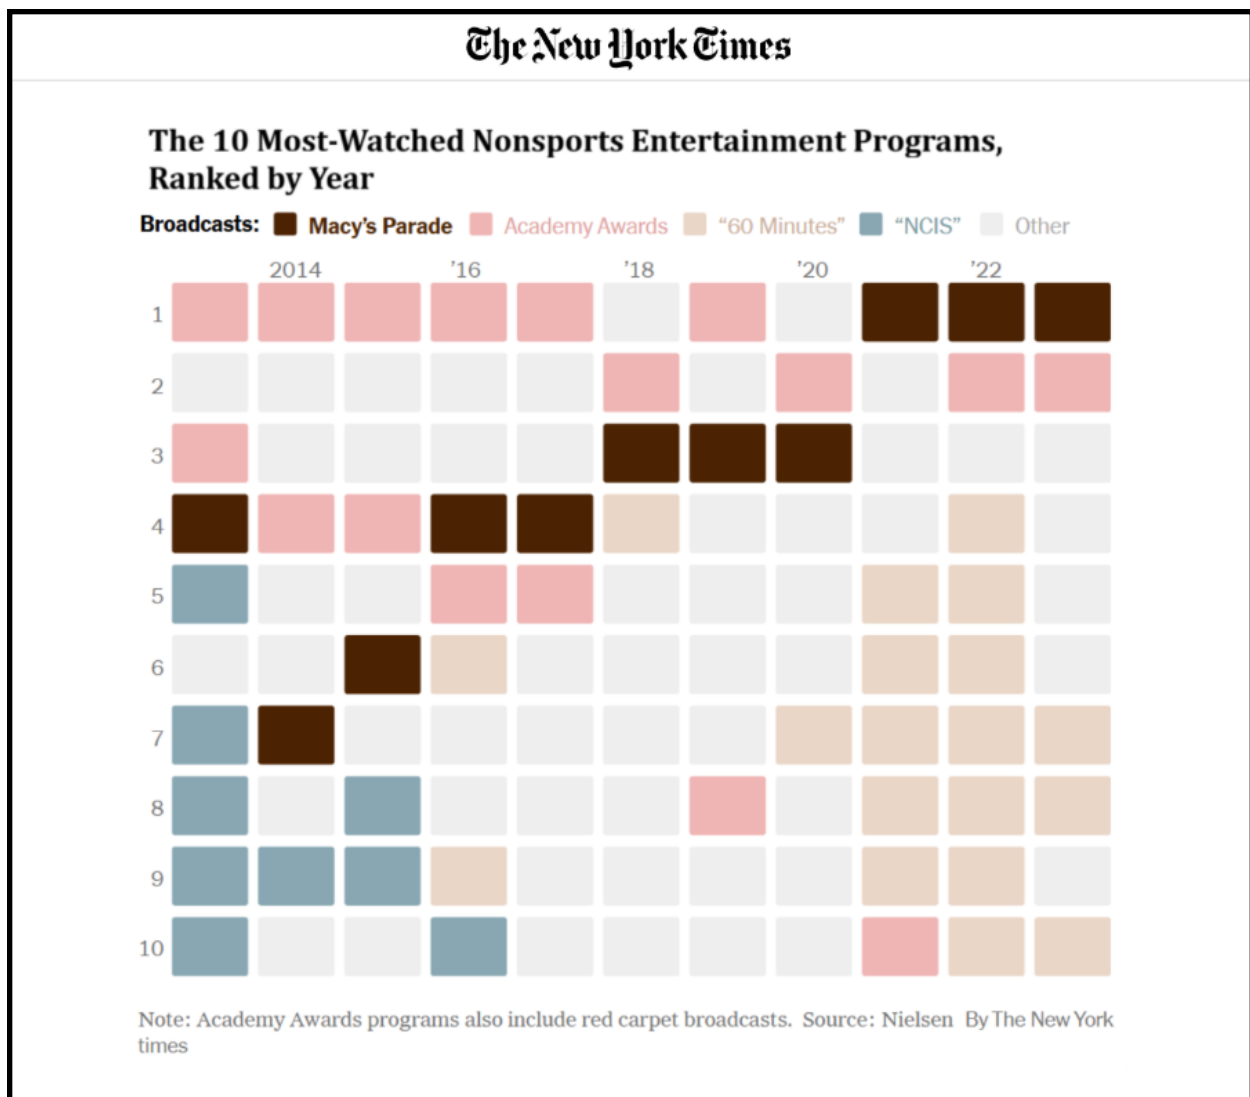 The New York Times
The 10 Most-Watched Nonsports Entertainment Programs,
Ranked by Year
Broadcasts: Macy's Parade Academy Awards "60 Minutes" "NCIS" Other
2014 '16 '18 '20 '22
1
2
3
4
5
6
7
8
9
10
Note: Academy Awards programs also include red carpet broadcasts. Source: Nielsen By The New York
times